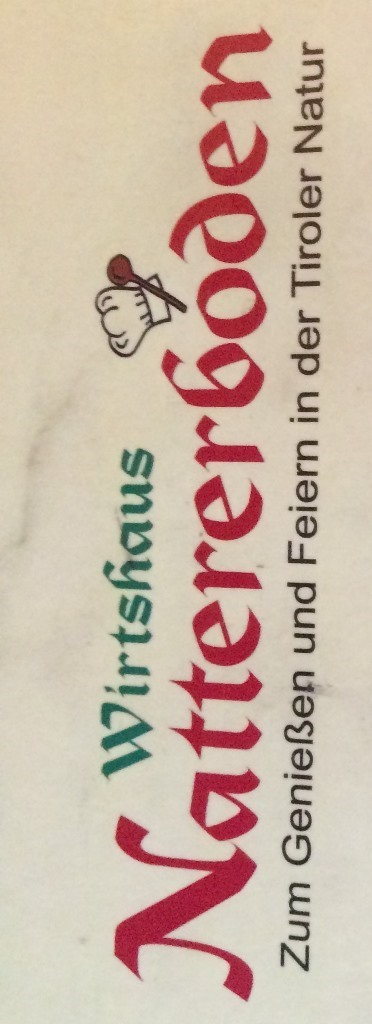 Wirtshaus
Nattererboden
Zum Genießen und Feiern in der Tiroler Natur